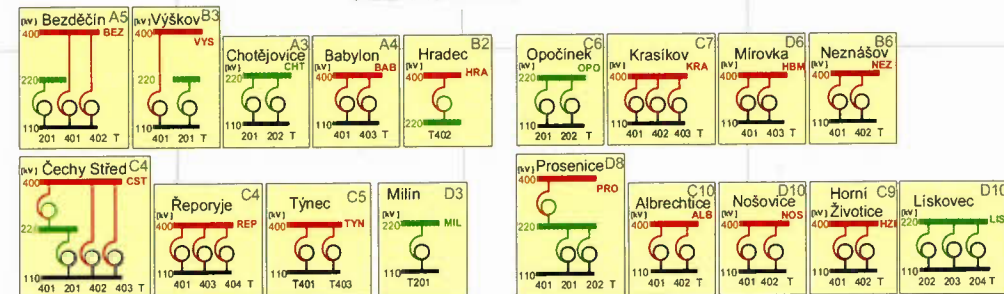 [kV] Bezděčín A5
400 BEZ
220
110
201 401 402 T
[kV] Výškov B3
400
VYS
220
110
401 201 T
A3
Chotějovice
[kV] CHT
220
110
201 202 T
A4
Babylon
[kV] BAB
400
110
401 403 T
B2
Hradec
[kV] HRA
400
220
T402
C6
Opočínek
[kV] OPO
220
110
201 202 T
C7
Krasíkov
[kV] KRA
400
110
401 402 403 T
D6
Mírovka
[kV] HBM
400
110
401 403 T
B6
Neznášov
[kV] NEZ
400
110
401 402 T
[kV] Čechy Střed C4
400 CST
220
110
401 201 402 403 T
C4
Řeporyje
[kV] REP
400
110
401 403 404 T
C5
Týnec
[kV] TYN
400
110
T401 T403
D3
Milín
[kV] MIL
220
110
T201
[kV] Prosenice D8
400
PRO
220
110
401 201 202 T
C10
Albrechtice
[kV] ALB
400
110
401 402 T
D10
Nošovice
[kV] NOS
400
110
401 403 T
C9
Horní
[kV] Životice
400
110
401 402 T
D10
Lískovec
[kV]
220 LIS
110
202 203 204 T